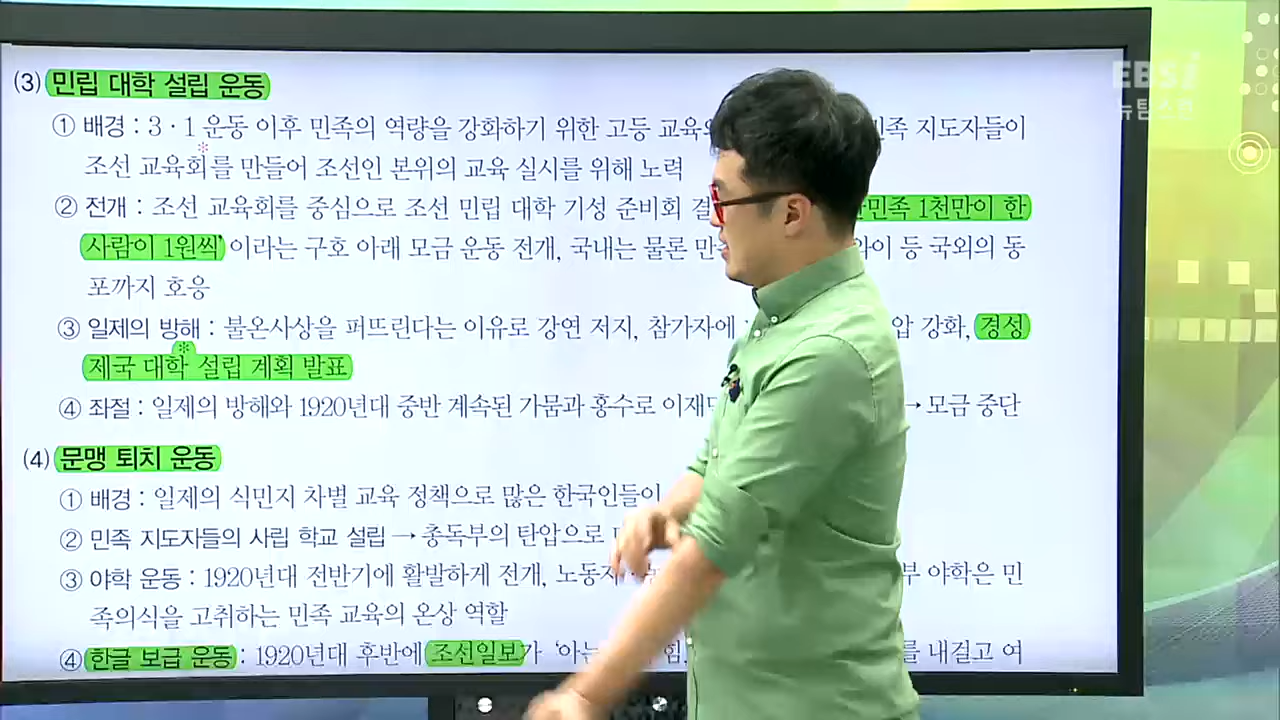 EBSi
뉴탐스런
(3) 민립 대학 설립 운동
① 배경 : 3·1 운동 이후 민족의 역량을 강화하기 위한 고등 교육 민족 지도자들이
조선 교육회※를 만들어 조선인 본위의 교육 실시를 위해 노력
② 전개 : 조선 교육회를 중심으로 조선 민립 대학 기성 준비회 결 한민족 1천만이 한
사람이 1원씩’이라는 구호 아래 모금 운동 전개, 국내는 물론 만 하와이 등 국외의 동
포까지 호응
③ 일제의 방해 : 불온사상을 퍼뜨린다는 이유로 강연 저지, 참가자에 압 강화, 경성
제국 대학※ 설립 계획 발표
④ 좌절 : 일제의 방해와 1920년대 중반 계속된 가뭄과 홍수로 이재민 → 모금 중단
(4) 문맹 퇴치 운동
① 배경 : 일제의 식민지 차별 교육 정책으로 많은 한국인들이
② 민족 지도자들의 사립 학교 설립 → 총독부의 탄압으로
③ 야학 운동 : 1920년대 전반기에 활발하게 전개, 노동자· 부 야학은 민
족의식을 고취하는 민족 교육의 온상 역할
④ 한글 보급 운동 : 1920년대 후반에 조선일보가 ‘아는 힘, 를 내걸고 여